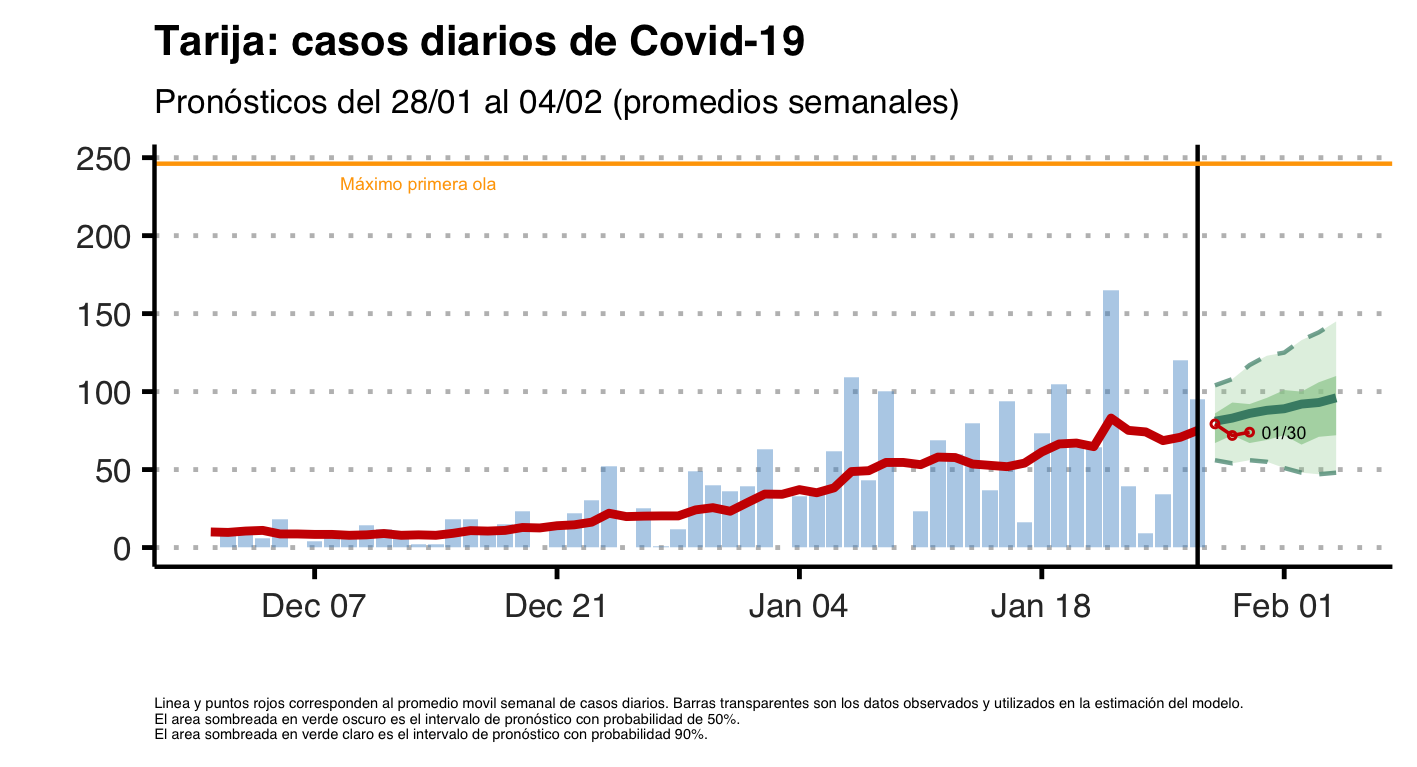 Tarija: casos diarios de Covid-19
Pronósticos del 28/01 al 04/02 (promedios semanales)
250
Máximo primera ola
200
150
100
01/30
50
0
Dec 07 Dec 21 Jan 04 Jan 18 Feb 01
Linea y puntos rojos corresponden al promedio movil semanal de casos diarios. Barras transparentes son los datos observados y utilizados en la estimación del modelo.
El area sombreada en verde oscuro es el intervalo de pronóstico con probabilidad de 50%.
El area sombreada en verde claro es el intervalo de pronóstico con probabilidad 90%.